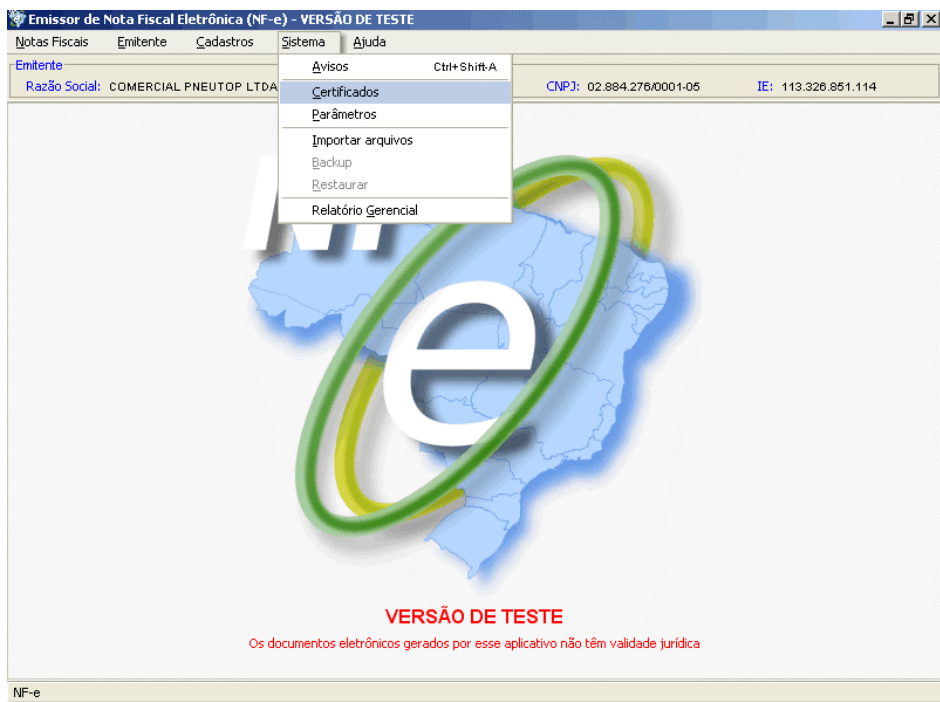 Emissor de Nota Fiscal Eletrônica (NF-e) - VERSÃO DE TESTE
Notas Fiscais Emitente Cadastros Sistema Ajuda
Emitente
Razão Social: COMERCIAL PNEUTOP LTDA CNPJ: 02.884.276/0001-05 IE: 113.326.851.114
Avisos Ctrl+Shift-A
Certificados
Parâmetros
Importar arquivos
Backup
Restaurar
Relatório Gerencial
NF
e
VERSÃO DE TESTE
Os documentos eletrônicos gerados por esse aplicativo não têm validade jurídica
NF-e